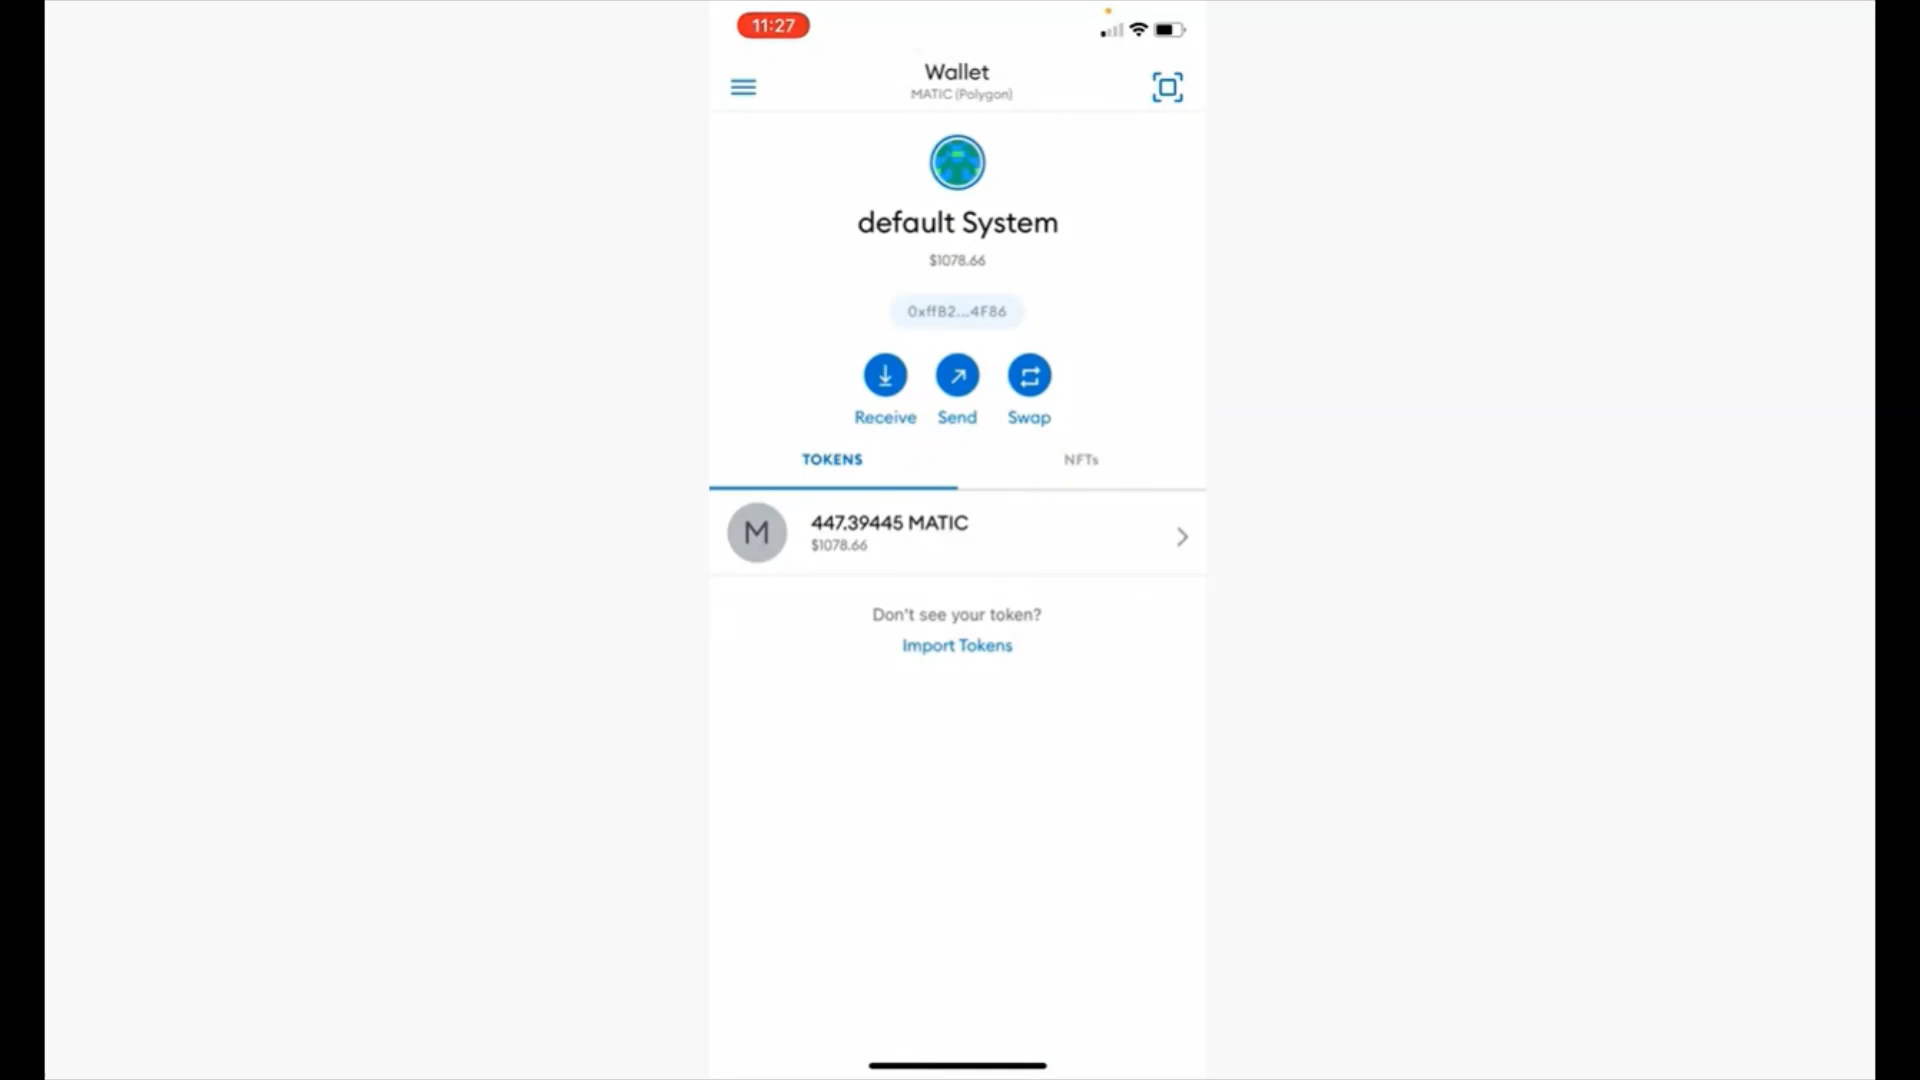 11:27
Wallet
MATIC (Polygon)
default System
$1078.66
0xffB2...4F86
Receive Send Swap
TOKENS NFTs
M
447.39445 MATIC
$1078.66
Don't see your token?
Import Tokens